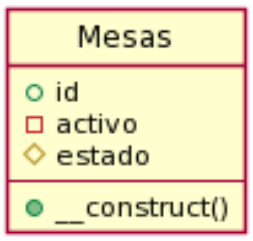 Mesas
id
activo
estado
__construct()